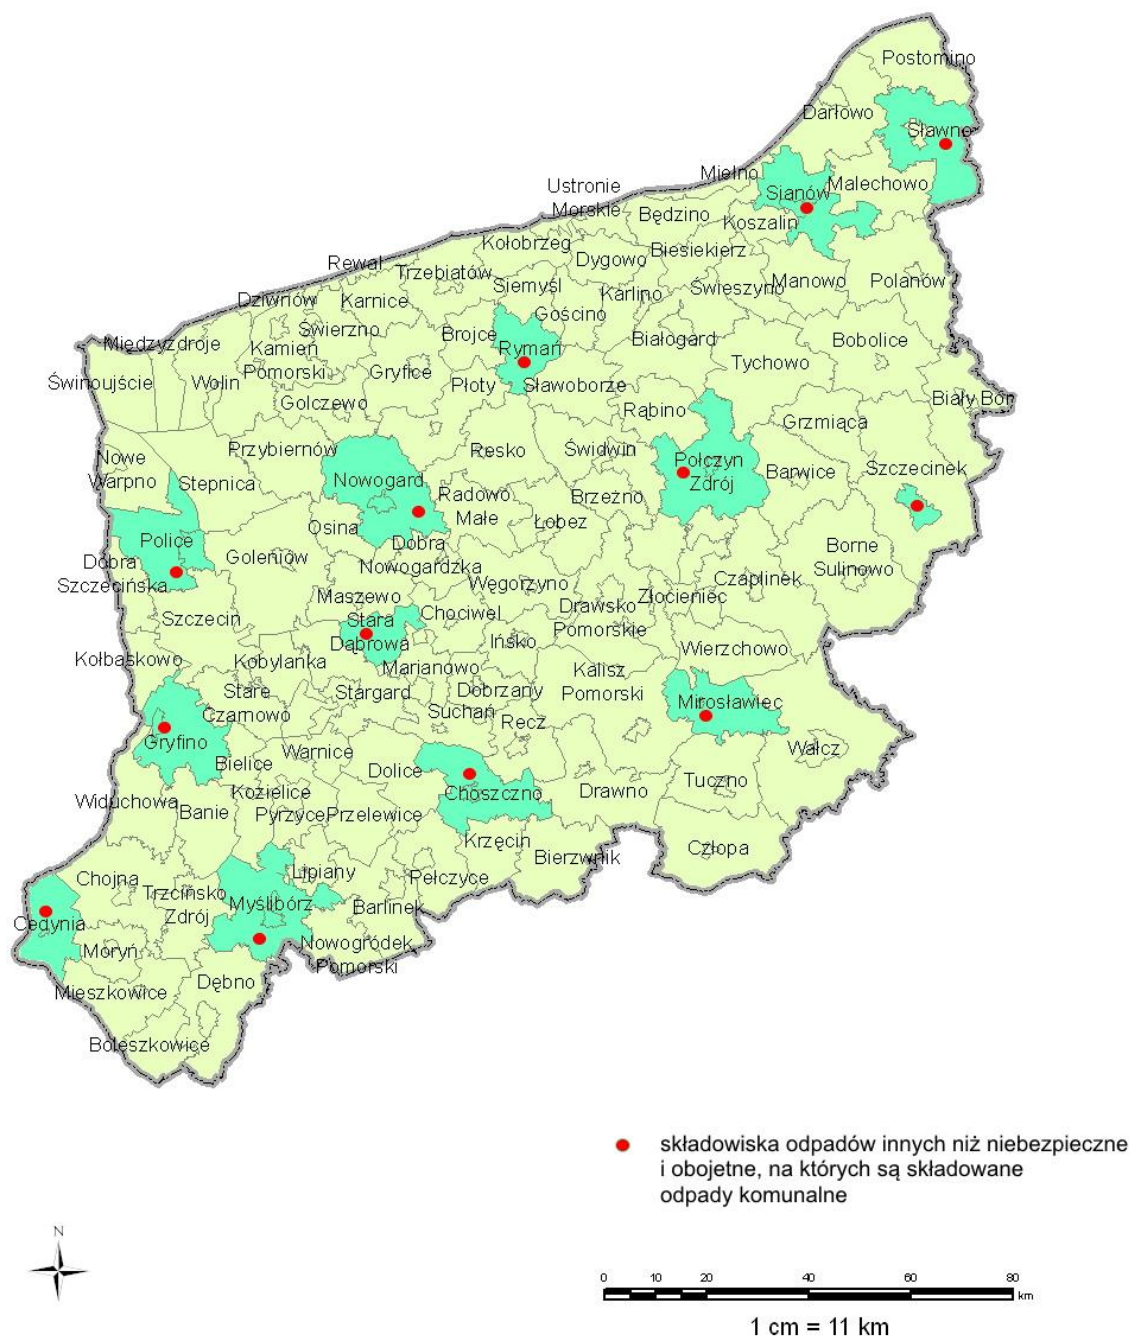 Postomino
Darłowo
Sławno
Mielno
Sianów
Malechowo
Ustronie
Morskie
Będzino
Koszalin
Kołobrzeg
Dygowo
Biesiekierz
Rewal
Trzebiatów
Siemyśl
Karlino
Świeszyno
Manowo
Polanów
Dziwnów
Karnice
Gościno
Świerzno
Brojce
Rymań
Białogard
Bobolice
Międzyzdroje
Kamień
Pomorski
Gryfice
Tychowo
Świnoujście
Wolin
Płoty
Sławoborze
Biały Bór
Golczewo
Rąbino
Grzmiąca
Przybiernów
Resko
Świdwin
Nowe
Warpno
Stepnica
Nowogard
Połczyn
Zdrój
Barwice
Szczecinek
Radowo
Małe
Brzeżno
Osina
Łobez
Police
Dobra
Nowogardzka
Borne
Sulinowo
Dobra
Szczecińska
Goleniów
Węgorzyno
Czaplinek
Maszewo
Złocieniec
Szczecin
Stara
Dąbrowa
Chociwel
Drawsko
Pomorskie
Ińsko
Wierzchowo
Kołbaskowo
Kobylanka
Marianowo
Kalisz
Pomorski
Stare
Czarnowo
Stargard
Dobrzany
Suchań
Recz
Mirosławiec
Gryfino
Warnice
Wałcz
Bielice
Dolice
Choszczno
Drawno
Tuczno
Widuchowa
Kozielice
Banie
Pyrzyce
Przelewice
Krzęcin
Bierzwnik
Człopa
Chojna
Trzcińsko
Zdrój
Lipiany
Pełczyce
Myślibórz
Barlinek
Cedynia
Moryń
Nowogródek
Pomorski
Mieszkowice
Dębno
Boleszkowice
składowiska odpadów innych niż niebezpieczne
i obojetne, na których są składowane
odpady komunalne
N
0 10 20 40 60 80
km
1 cm = 11 km